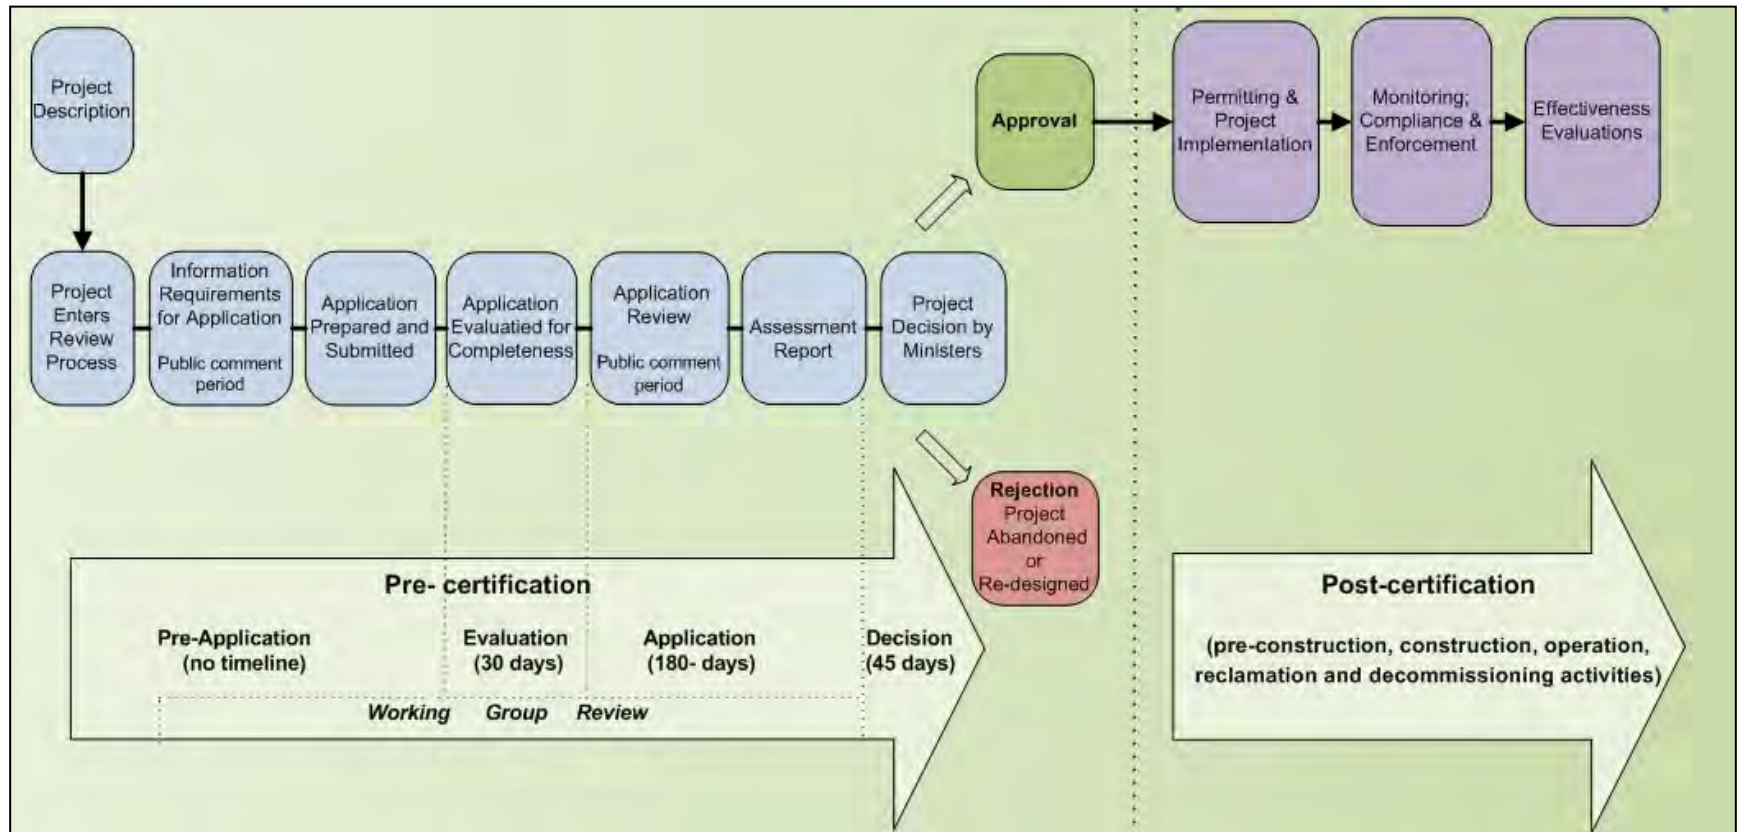 Project
Description
Project
Enters
Review
Process
Information
Requirements
for Application
Public comment
period
Application
Prepared and
Submitted
Application
Evaluatied for
Completeness
Application
Review
Public comment
period
Assessment
Report
Project
Decision by
Ministers
Approval
Rejection
Project
Abandoned
or
Re-designed
Permitting &
Project
Implementation
Monitoring;
Compliance &
Enforcement
Effectiveness
Evaluations
Pre- certification
Pre-Application
(no timeline)
Evaluation
(30 days)
Application
(180- days)
Decision
(45 days)
Working Group Review
Post-certification
(pre-construction, construction, operation,
reclamation and decommissioning activities)